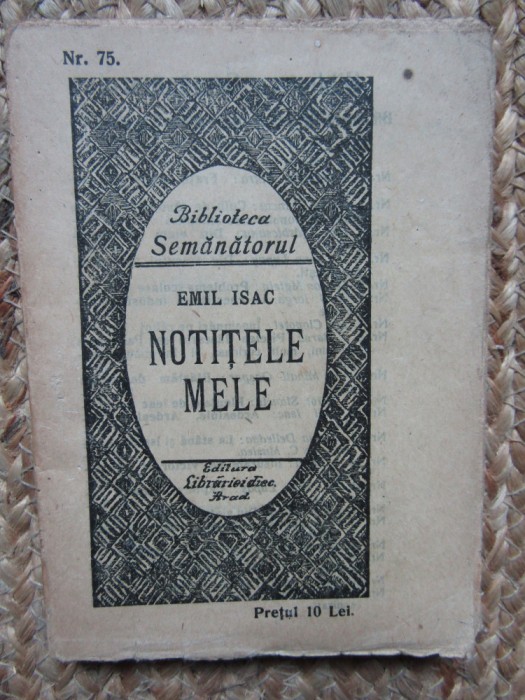 Nr. 75.
Biblioteca
Semănătorul
EMIL ISAC
NOTIȚELE
MELE
Editura
Librăriei diec.
Arad.
Prețul 10 Lei.